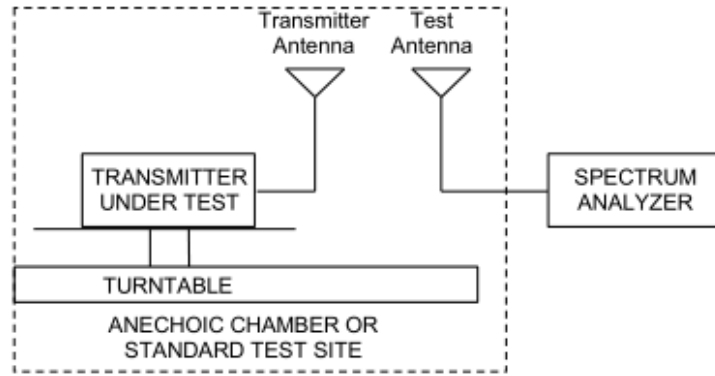 Transmitter
Antenna
Test
Antenna
TRANSMITTER
UNDER TEST
SPECTRUM
ANALYZER
TURNTABLE
ANECHOIC CHAMBER OR
STANDARD TEST SITE